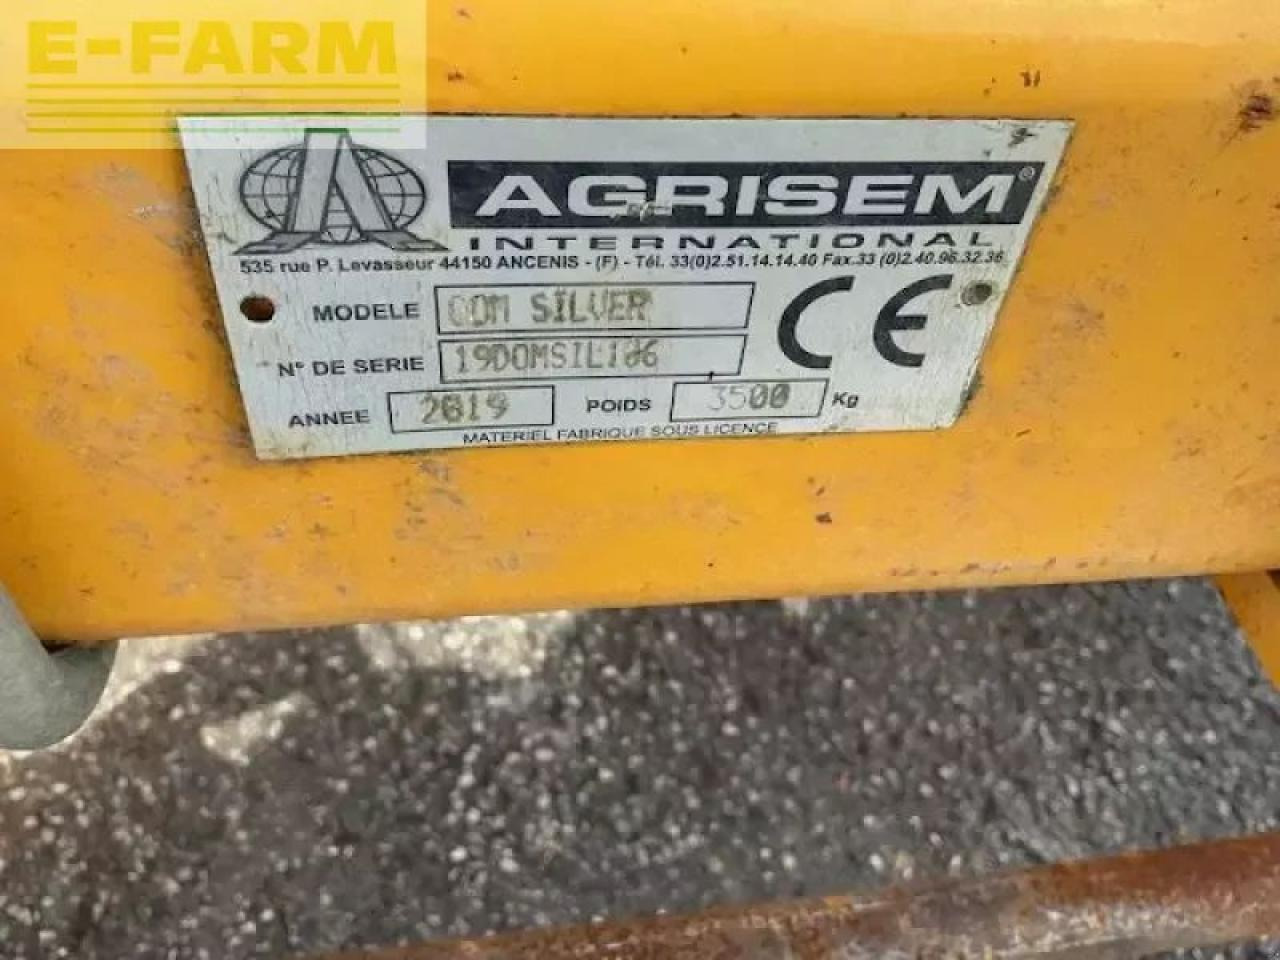 E-FARM
AGRISEM®
INTERNATIONAL
535 rue P. Levasseur 44150 ANCENIS - (F) - Tél. 33(0)2.51.14.14.40 Fax.33 (0)2.40.96.32.36
MODELE SILVER CE
N° DE SERIE 19DOMSIL106
ANNEE 2019 POIDS 3500 Kg
MATERIEL FABRIQUE SOUS LICENCE